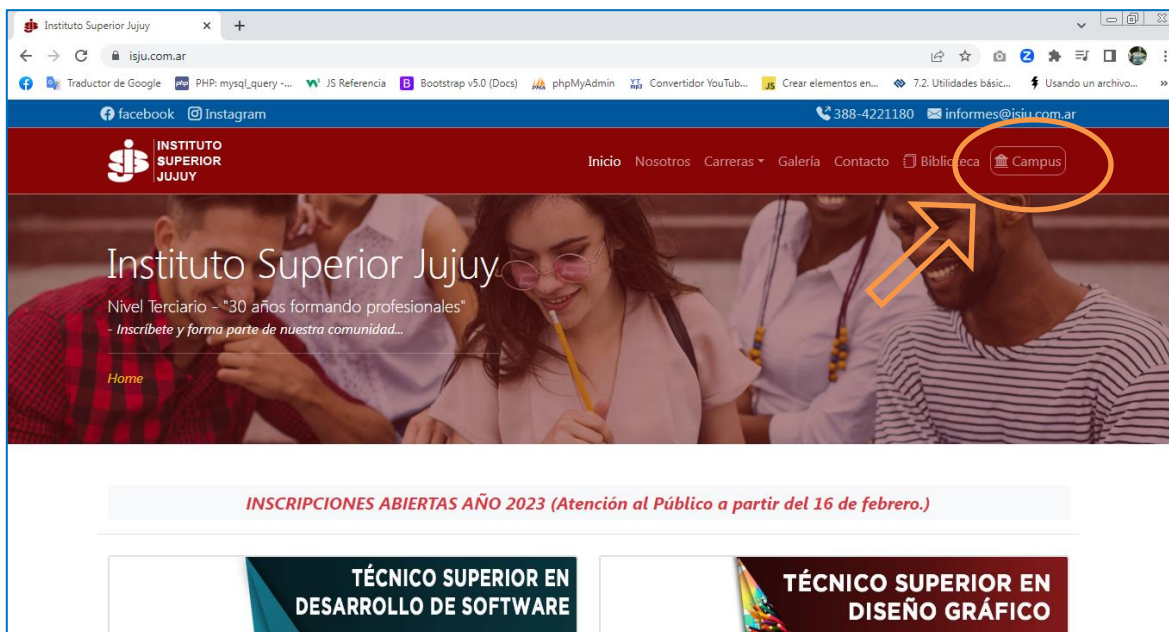 Instituto Superior Jujuy
isju.com.ar
Traductor de Google
PHP: mysql_query -...
JS Referencia
Bootstrap v5.0 (Docs)
phpMyAdmin
Convertidor YouTub...
Crear elementos en...
7.2. Utilidades básic...
Usando un archivo...
facebook
Instagram
388-4221180
informes@isju.com.ar
sjs
INSTITUTO
SUPERIOR
JUJUY
Inicio Nosotros Carreras Galería Contacto Biblioteca Campus
Instituto Superior Jujuy
Nivel Terciario - "30 años formando profesionales"
- Inscríbete y forma parte de nuestra comunidad...
Home
INSCRIPCIONES ABIERTAS AÑO 2023 (Atención al Público a partir del 16 de febrero.)
TÉCNICO SUPERIOR EN
DESARROLLO DE SOFTWARE
TÉCNICO SUPERIOR EN
DISEÑO GRÁFICO